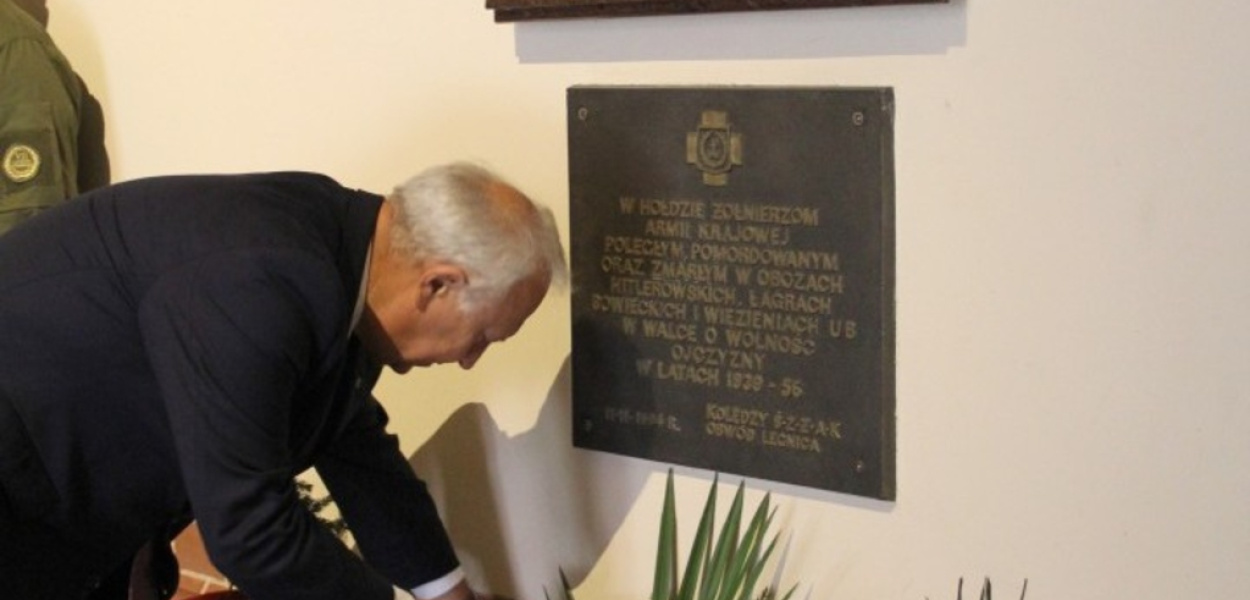 W HOŁDZIE ŻOŁNIERZOM
ARMII KRAJOWEJ
POLEGŁYM, POMORDOWANYM
ORAZ ZMARŁYM W OBOZACH
HITLEROWSKICH, ŁAGRACH
SOWIECKICH I WIĘZIENIACH UB
W WALCE O WOLNOŚĆ
OJCZYZNY
W LATACH 1939 - 56
KOLEDZY Ś·Z·Ż·A·K
OBWÓD LEGNICA